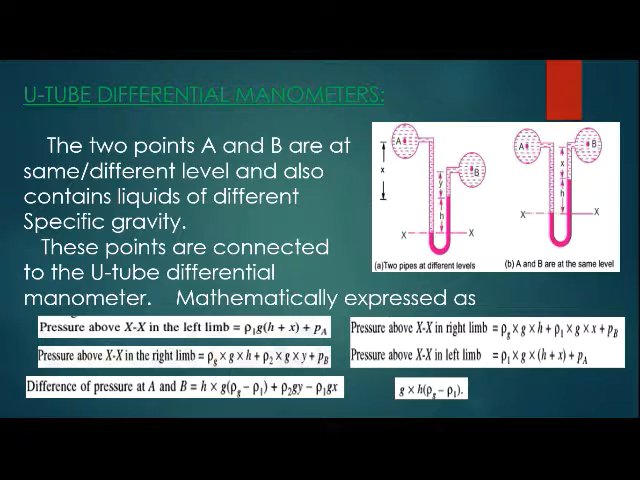 U-TUBE DIFFERENTIAL MANOMETERS:
The two points A and B are at
same/different level and also
contains liquids of different
Specific gravity.
These points are connected
to the U-tube differential
manometer. Mathematically expressed as
A
B
x
y
h
X
X
(a)Two pipes at different levels
A
B
x
h
X
X
(b) A and B are at the same level
Pressure above X-X in the left limb = ρ₁g(h + x) + pA
Pressure above X-X in the right limb = ρg × g × h + ρ₂ × g × y + pB
Difference of pressure at A and B = h × g(ρg − ρ₁) + ρ₂gy − ρ₁gx
Pressure above X-X in right limb = ρg × g × h + ρ₁ × g × x + pB
Pressure above X-X in left limb = ρ₁ × g × (h + x) + pA
g × h(ρg − ρ₁).